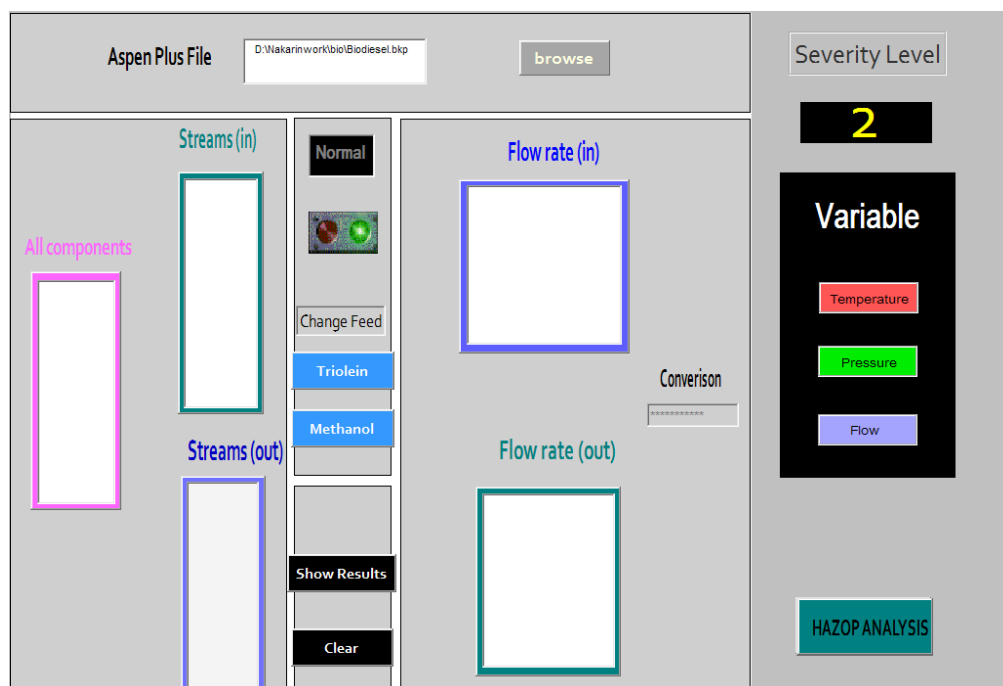 Aspen Plus File
D:\Nakarinwork\bio\Biodiesel.bkp
browse
Severity Level
2
Streams (in)
Normal
Flow rate (in)
Variable
All components
Temperature
Change Feed
Pressure
Triolein
Converison
***********
Methanol
Flow
Streams (out)
Flow rate (out)
Show Results
Clear
HAZOP ANALYSIS